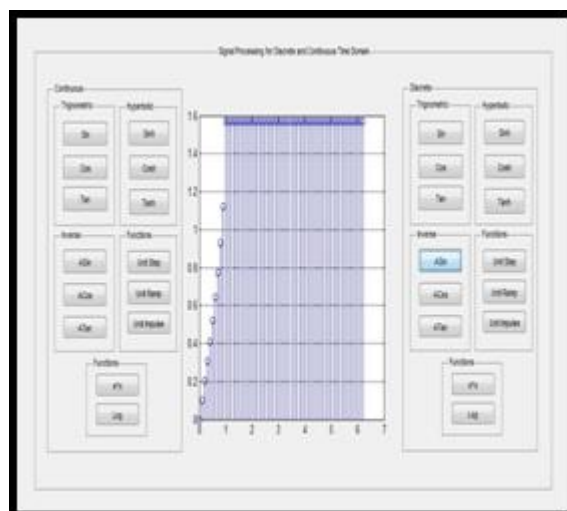 Signal Processing for Discrete and Continuous Time Domain
Continuous
Trigonometric
Hyperbolic
Sin
Sinh
Cos
Cosh
Tan
Tanh
Inverse
Functions
ASin
Unit Step
ACos
Unit Ramp
ATan
Unit Impulse
Functions
e^x
Log
1.6
1.4
1.2
1
0.8
0.6
0.4
0.2
0
0 1 2 3 4 5 6 7
Discrete
Trigonometric
Hyperbolic
Sin
Sinh
Cos
Cosh
Tan
Tanh
Inverse
Functions
ASin
Unit Step
ACos
Unit Ramp
ATan
Unit Impulse
Functions
e^x
Log